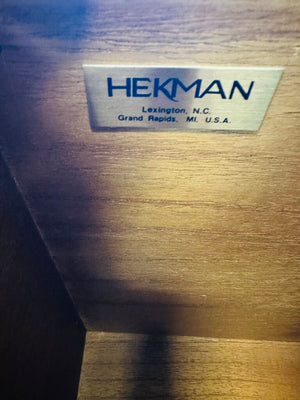 HEKMAN
Lexington, N.C.
Grand Rapids, MI, U.S.A.